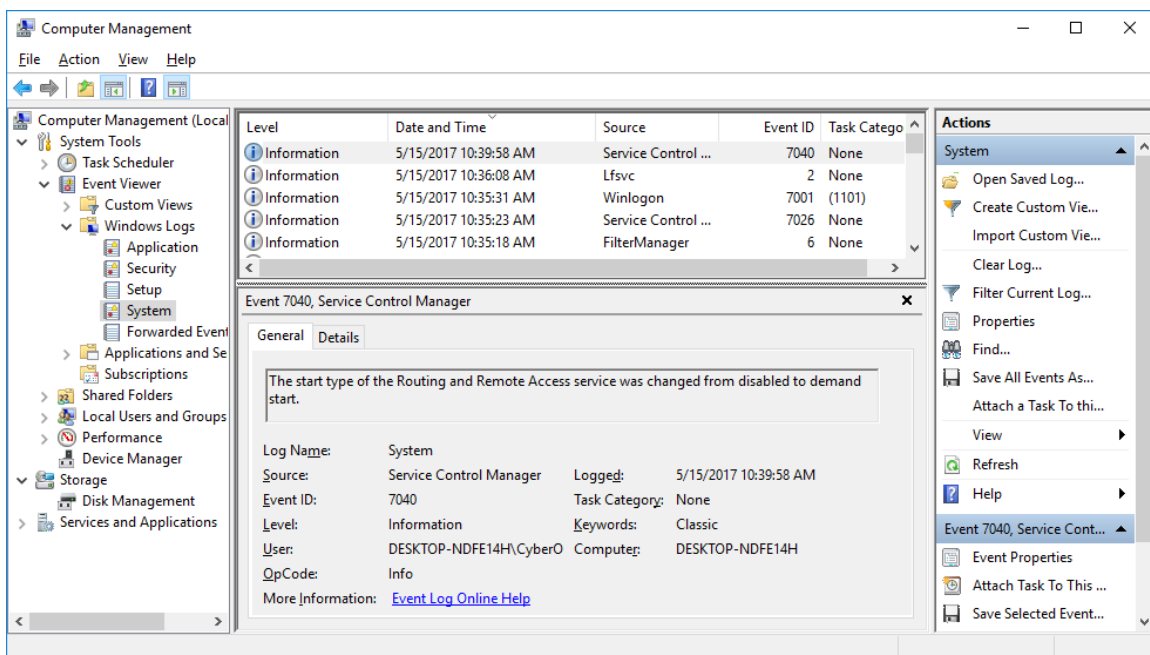 Computer Management
File Action View Help
Computer Management (Local
System Tools
Task Scheduler
Event Viewer
Custom Views
Windows Logs
Application
Security
Setup
System
Forwarded Event
Applications and Se
Subscriptions
Shared Folders
Local Users and Groups
Performance
Device Manager
Storage
Disk Management
Services and Applications
Level Date and Time Source Event ID Task Catego
Information 5/15/2017 10:39:58 AM Service Control ... 7040 None
Information 5/15/2017 10:36:08 AM Lfsvc 2 None
Information 5/15/2017 10:35:31 AM Winlogon 7001 (1101)
Information 5/15/2017 10:35:23 AM Service Control ... 7026 None
Information 5/15/2017 10:35:18 AM FilterManager 6 None
Event 7040, Service Control Manager
General Details
The start type of the Routing and Remote Access service was changed from disabled to demand
start.
Log Name: System
Source: Service Control Manager Logged: 5/15/2017 10:39:58 AM
Event ID: 7040 Task Category: None
Level: Information Keywords: Classic
User: DESKTOP-NDFE14H\CyberO Computer: DESKTOP-NDFE14H
OpCode: Info
More Information: Event Log Online Help
Actions
System
Open Saved Log...
Create Custom Vie...
Import Custom Vie...
Clear Log...
Filter Current Log...
Properties
Find...
Save All Events As...
Attach a Task To thi...
View
Refresh
Help
Event 7040, Service Cont...
Event Properties
Attach Task To This ...
Save Selected Event...